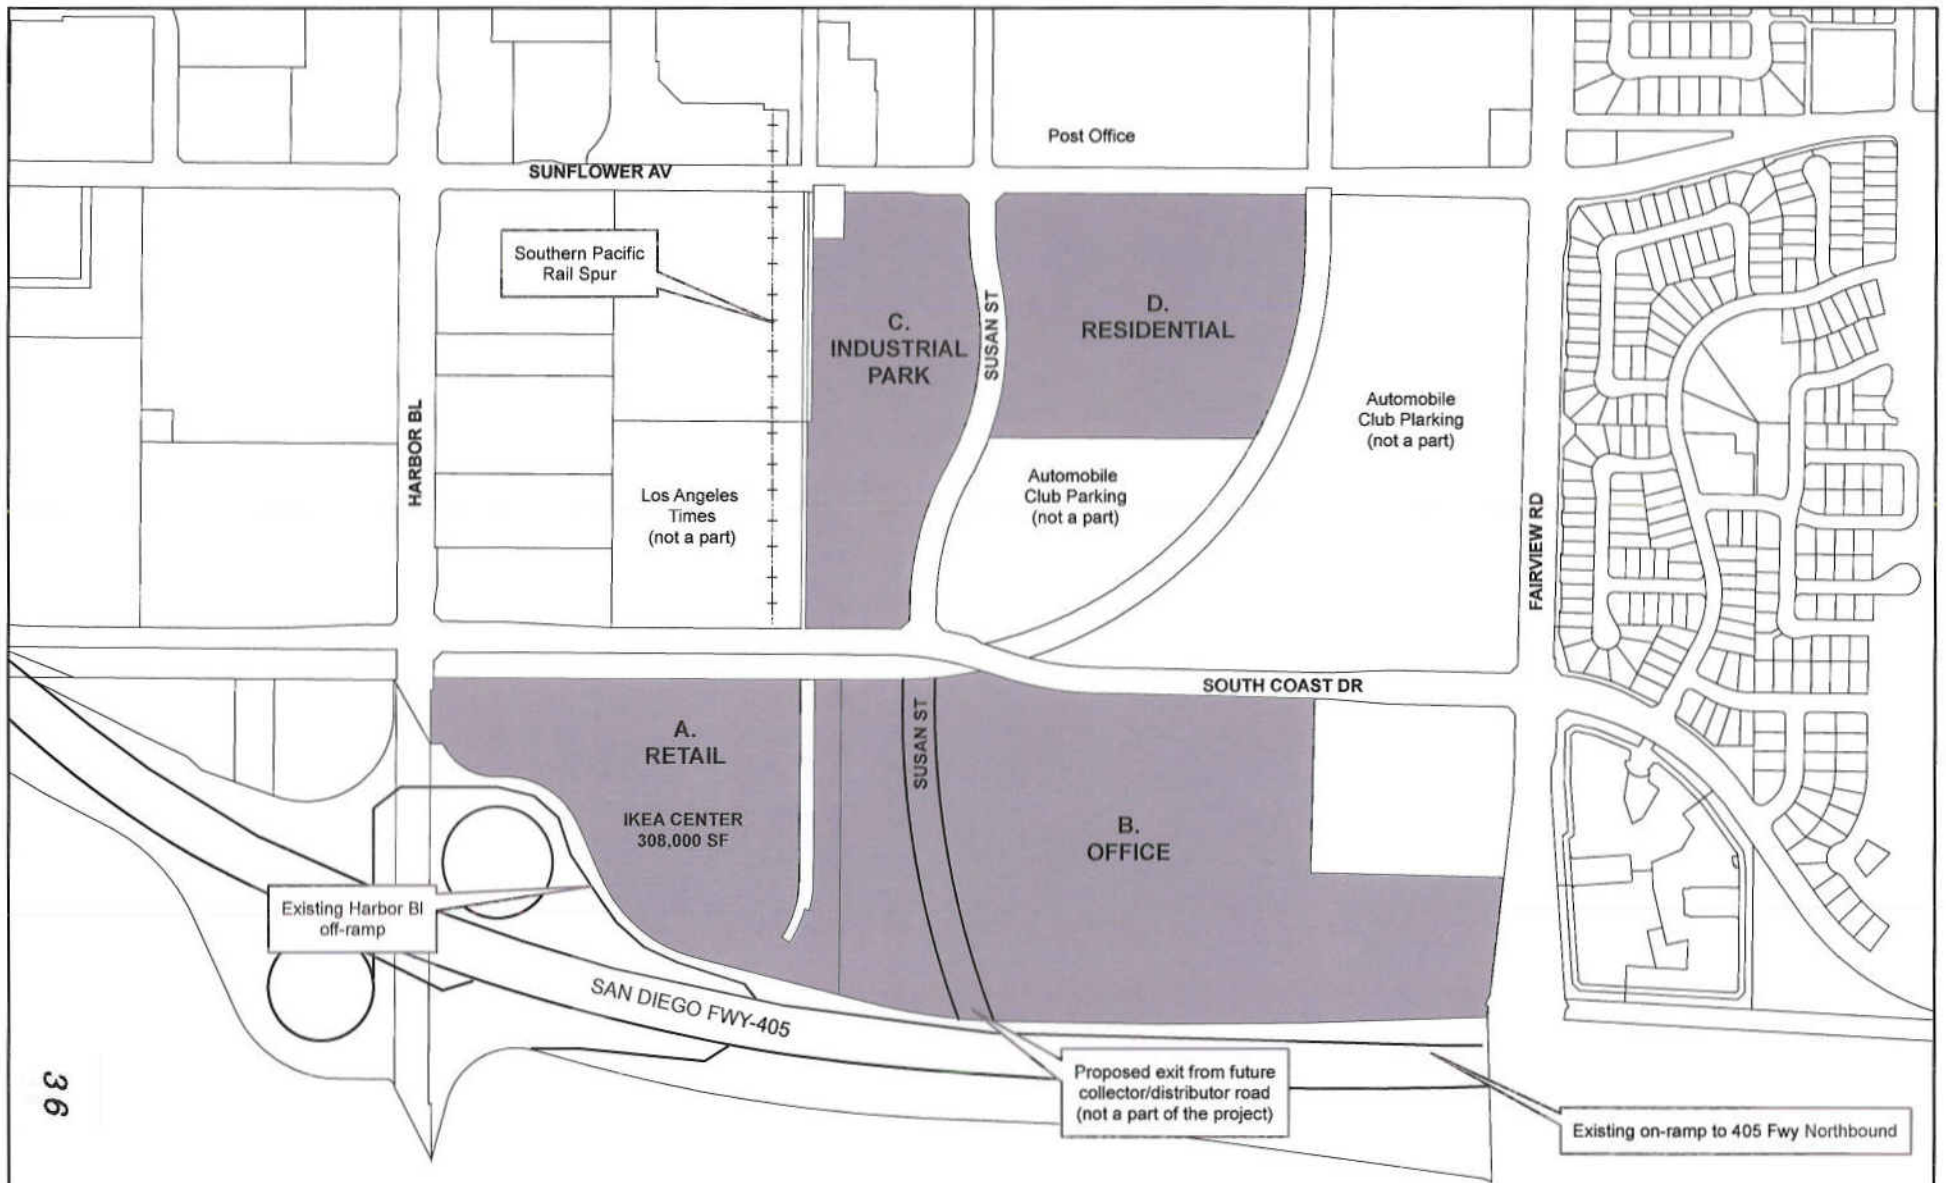 Post Office
SUNFLOWER AV
Southern Pacific
Rail Spur
C.
INDUSTRIAL
PARK
SUSAN ST
D.
RESIDENTIAL
HARBOR BL
Los Angeles
Times
(not a part)
Automobile
Club Parking
(not a part)
Automobile
Club Plarking
(not a part)
FAIRVIEW RD
SOUTH COAST DR
A.
RETAIL
IKEA CENTER
308,000 SF
SUSAN ST
B.
OFFICE
Existing Harbor Bl
off-ramp
SAN DIEGO FWY-405
Proposed exit from future
collector/distributor road
(not a part of the project)
Existing on-ramp to 405 Fwy Northbound
36